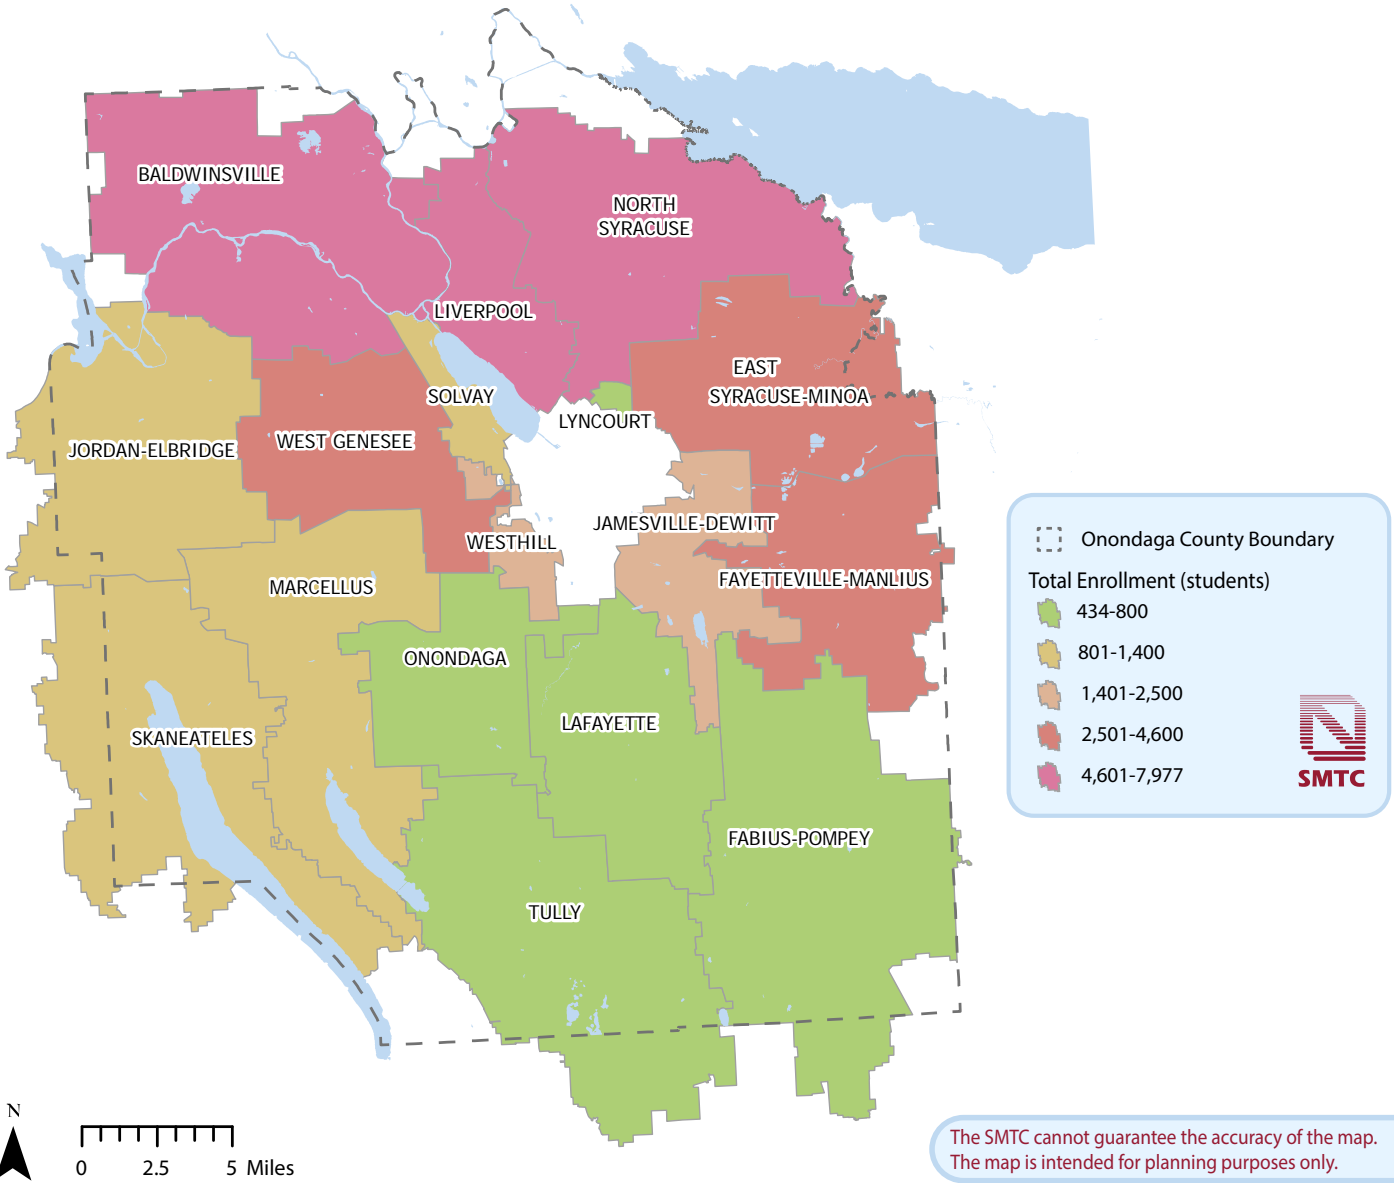 BALDWINSVILLE
NORTH
SYRACUSE
LIVERPOOL
EAST
SYRACUSE-MINOA
SOLVAY
LYNCOURT
JORDAN-ELBRIDGE
WEST GENESEE
JAMESVILLE-DEWITT
WESTHILL
MARCELLUS
FAYETTEVILLE-MANLIUS
ONONDAGA
LAFAYETTE
SKANEATELES
FABIUS-POMPEY
TULLY
Onondaga County Boundary
Total Enrollment (students)
434-800
801-1,400
1,401-2,500
2,501-4,600
4,601-7,977
SMTC
N
0 2.5 5 Miles
The SMTC cannot guarantee the accuracy of the map.
The map is intended for planning purposes only.